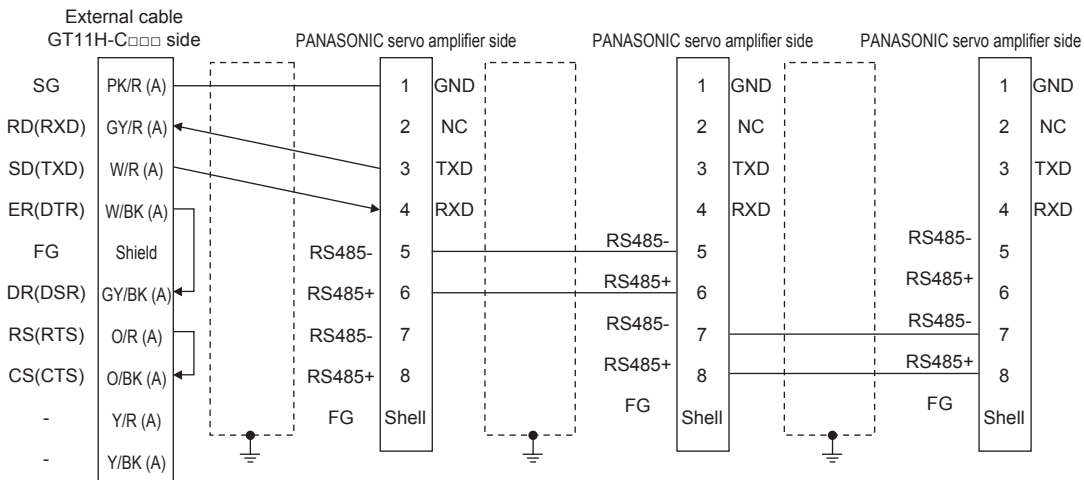 External cable
GT11H-C□□□ side
PANASONIC servo amplifier side
PANASONIC servo amplifier side
PANASONIC servo amplifier side
SG PK/R (A) 1 GND 1 GND 1 GND
RD(RXD) GY/R (A) 2 NC 2 NC 2 NC
SD(TXD) W/R (A) 3 TXD 3 TXD 3 TXD
ER(DTR) W/BK (A) 4 RXD 4 RXD 4 RXD
FG Shield RS485- 5 RS485- 5 RS485- 5
DR(DSR) GY/BK (A) RS485+ 6 RS485+ 6 RS485+ 6
RS(RTS) O/R (A) RS485- 7 RS485- 7 RS485- 7
CS(CTS) O/BK (A) RS485+ 8 RS485+ 8 RS485+ 8
- Y/R (A) FG Shell FG Shell FG Shell
- Y/BK (A)